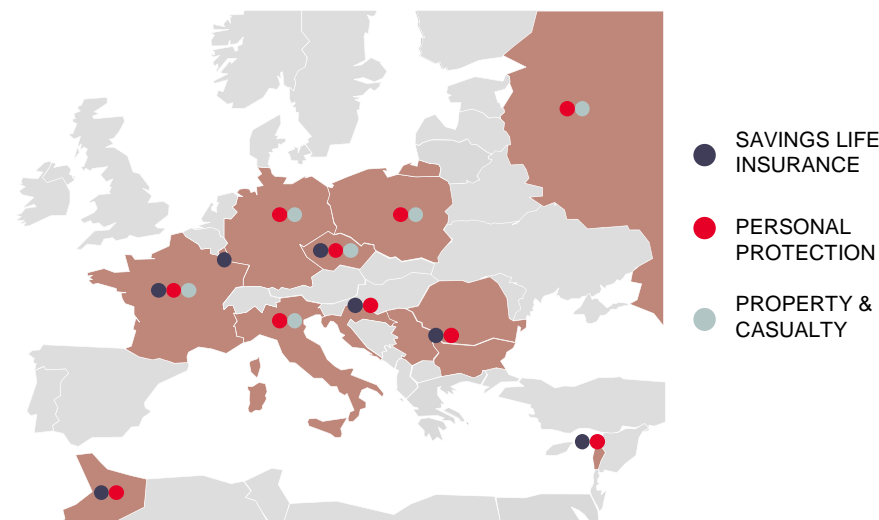 SAVINGS LIFE
INSURANCE
PERSONAL
PROTECTION
PROPERTY &
CASUALTY